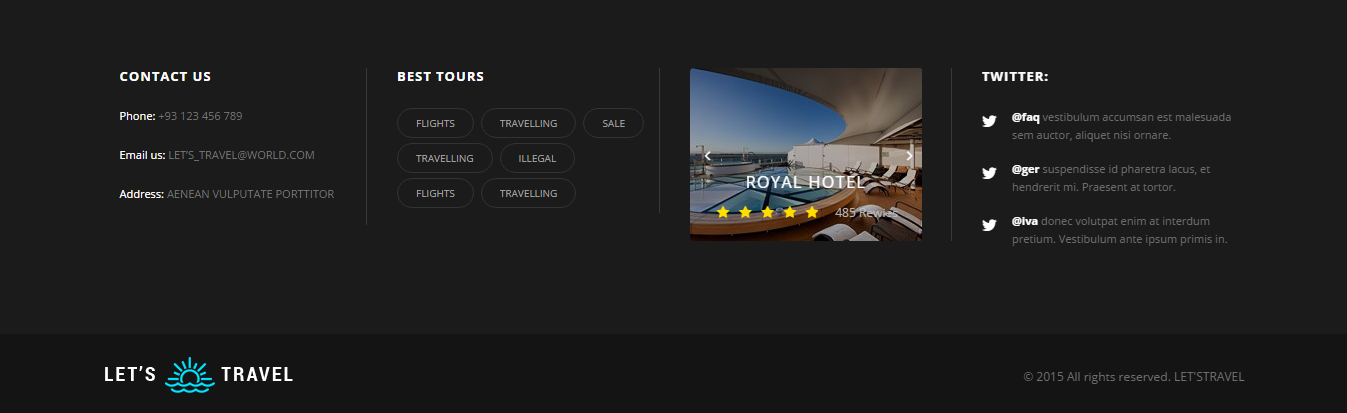 CONTACT US
Phone: +93 123 456 789
Email us: LET'S_TRAVEL@WORLD.COM
Address: AENEAN VULPUTATE PORTTITOR
BEST TOURS
FLIGHTS TRAVELLING SALE
TRAVELLING ILLEGAL
FLIGHTS TRAVELLING
ROYAL HOTEL
485 Rewies
TWITTER:
@faq vestibulum accumsan est malesuada
sem auctor, aliquet nisi ornare.
@ger suspendisse id pharetra lacus, et
hendrerit mi. Praesent at tortor.
@iva donec volutpat enim at interdum
pretium. Vestibulum ante ipsum primis in.
LET'S TRAVEL
© 2015 All rights reserved. LET'STRAVEL